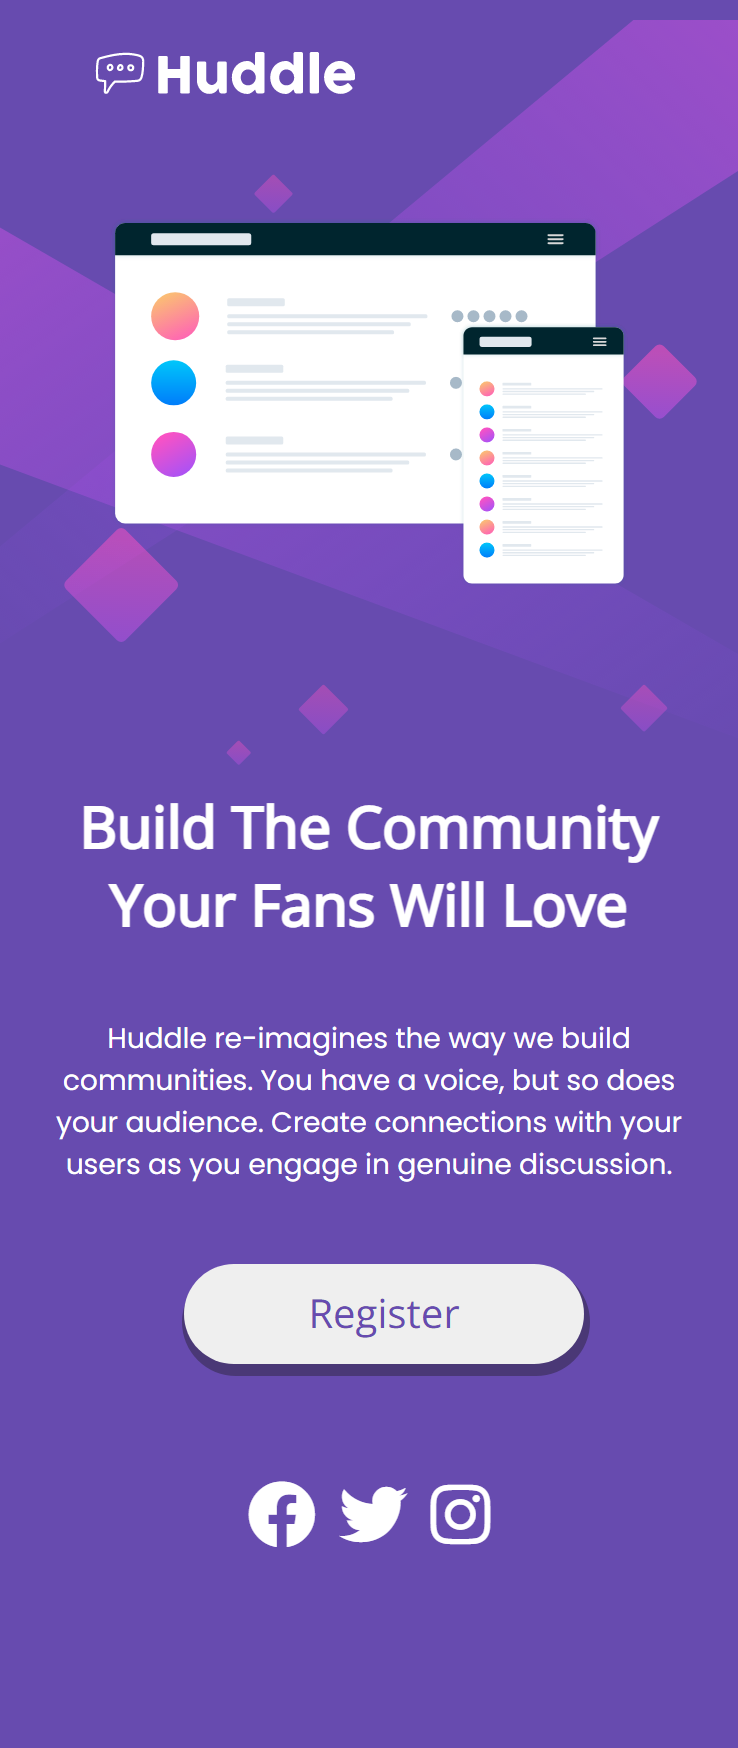 Huddle
Build The Community
Your Fans Will Love
Huddle re-imagines the way we build
communities. You have a voice, but so does
your audience. Create connections with your
users as you engage in genuine discussion.
Register